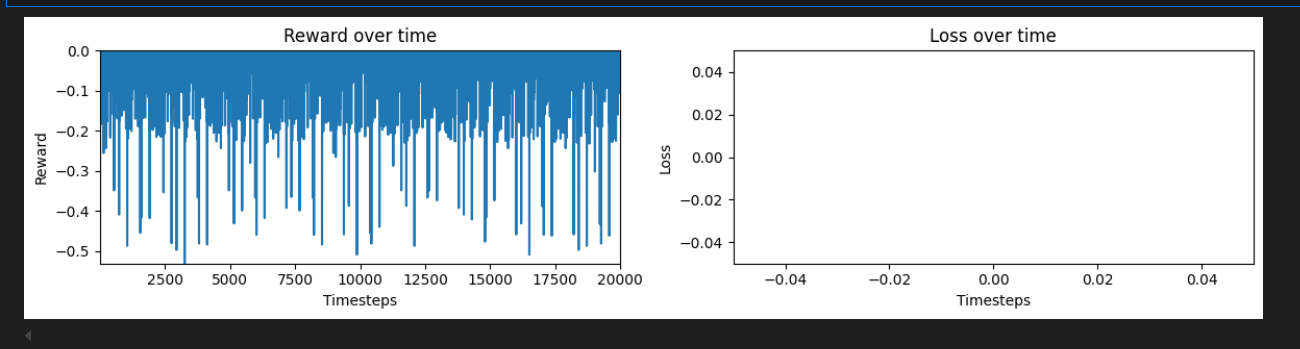 Reward over time
Reward
0.0
−0.1
−0.2
−0.3
−0.4
−0.5
2500 5000 7500 10000 12500 15000 17500 20000
Timesteps
Loss over time
Loss
0.04
0.02
0.00
−0.02
−0.04
−0.04 −0.02 0.00 0.02 0.04
Timesteps